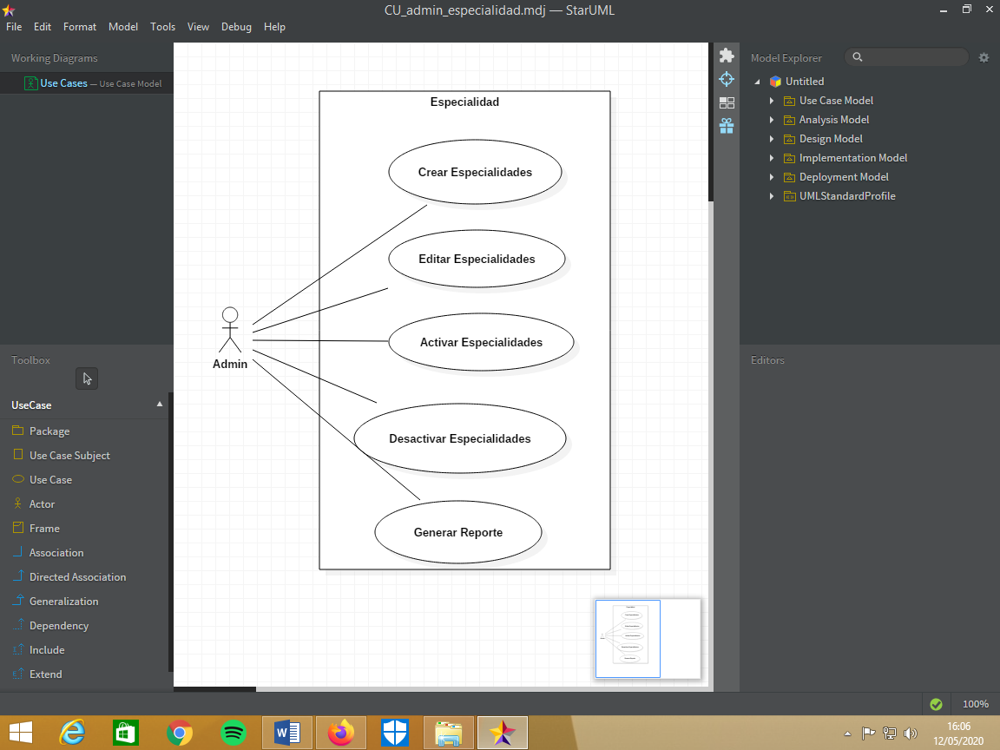 CU_admin_especialidad.mdj — StarUML
File Edit Format Model Tools View Debug Help
Working Diagrams
Use Cases — Use Case Model
Toolbox
UseCase
Package
Use Case Subject
Use Case
Actor
Frame
Association
Directed Association
Generalization
Dependency
Include
Extend
Especialidad
Crear Especialidades
Editar Especialidades
Activar Especialidades
Desactivar Especialidades
Generar Reporte
Admin
Model Explorer
Untitled
Use Case Model
Analysis Model
Design Model
Implementation Model
Deployment Model
UMLStandardProfile
Editors
100%
16:06
12/05/2020